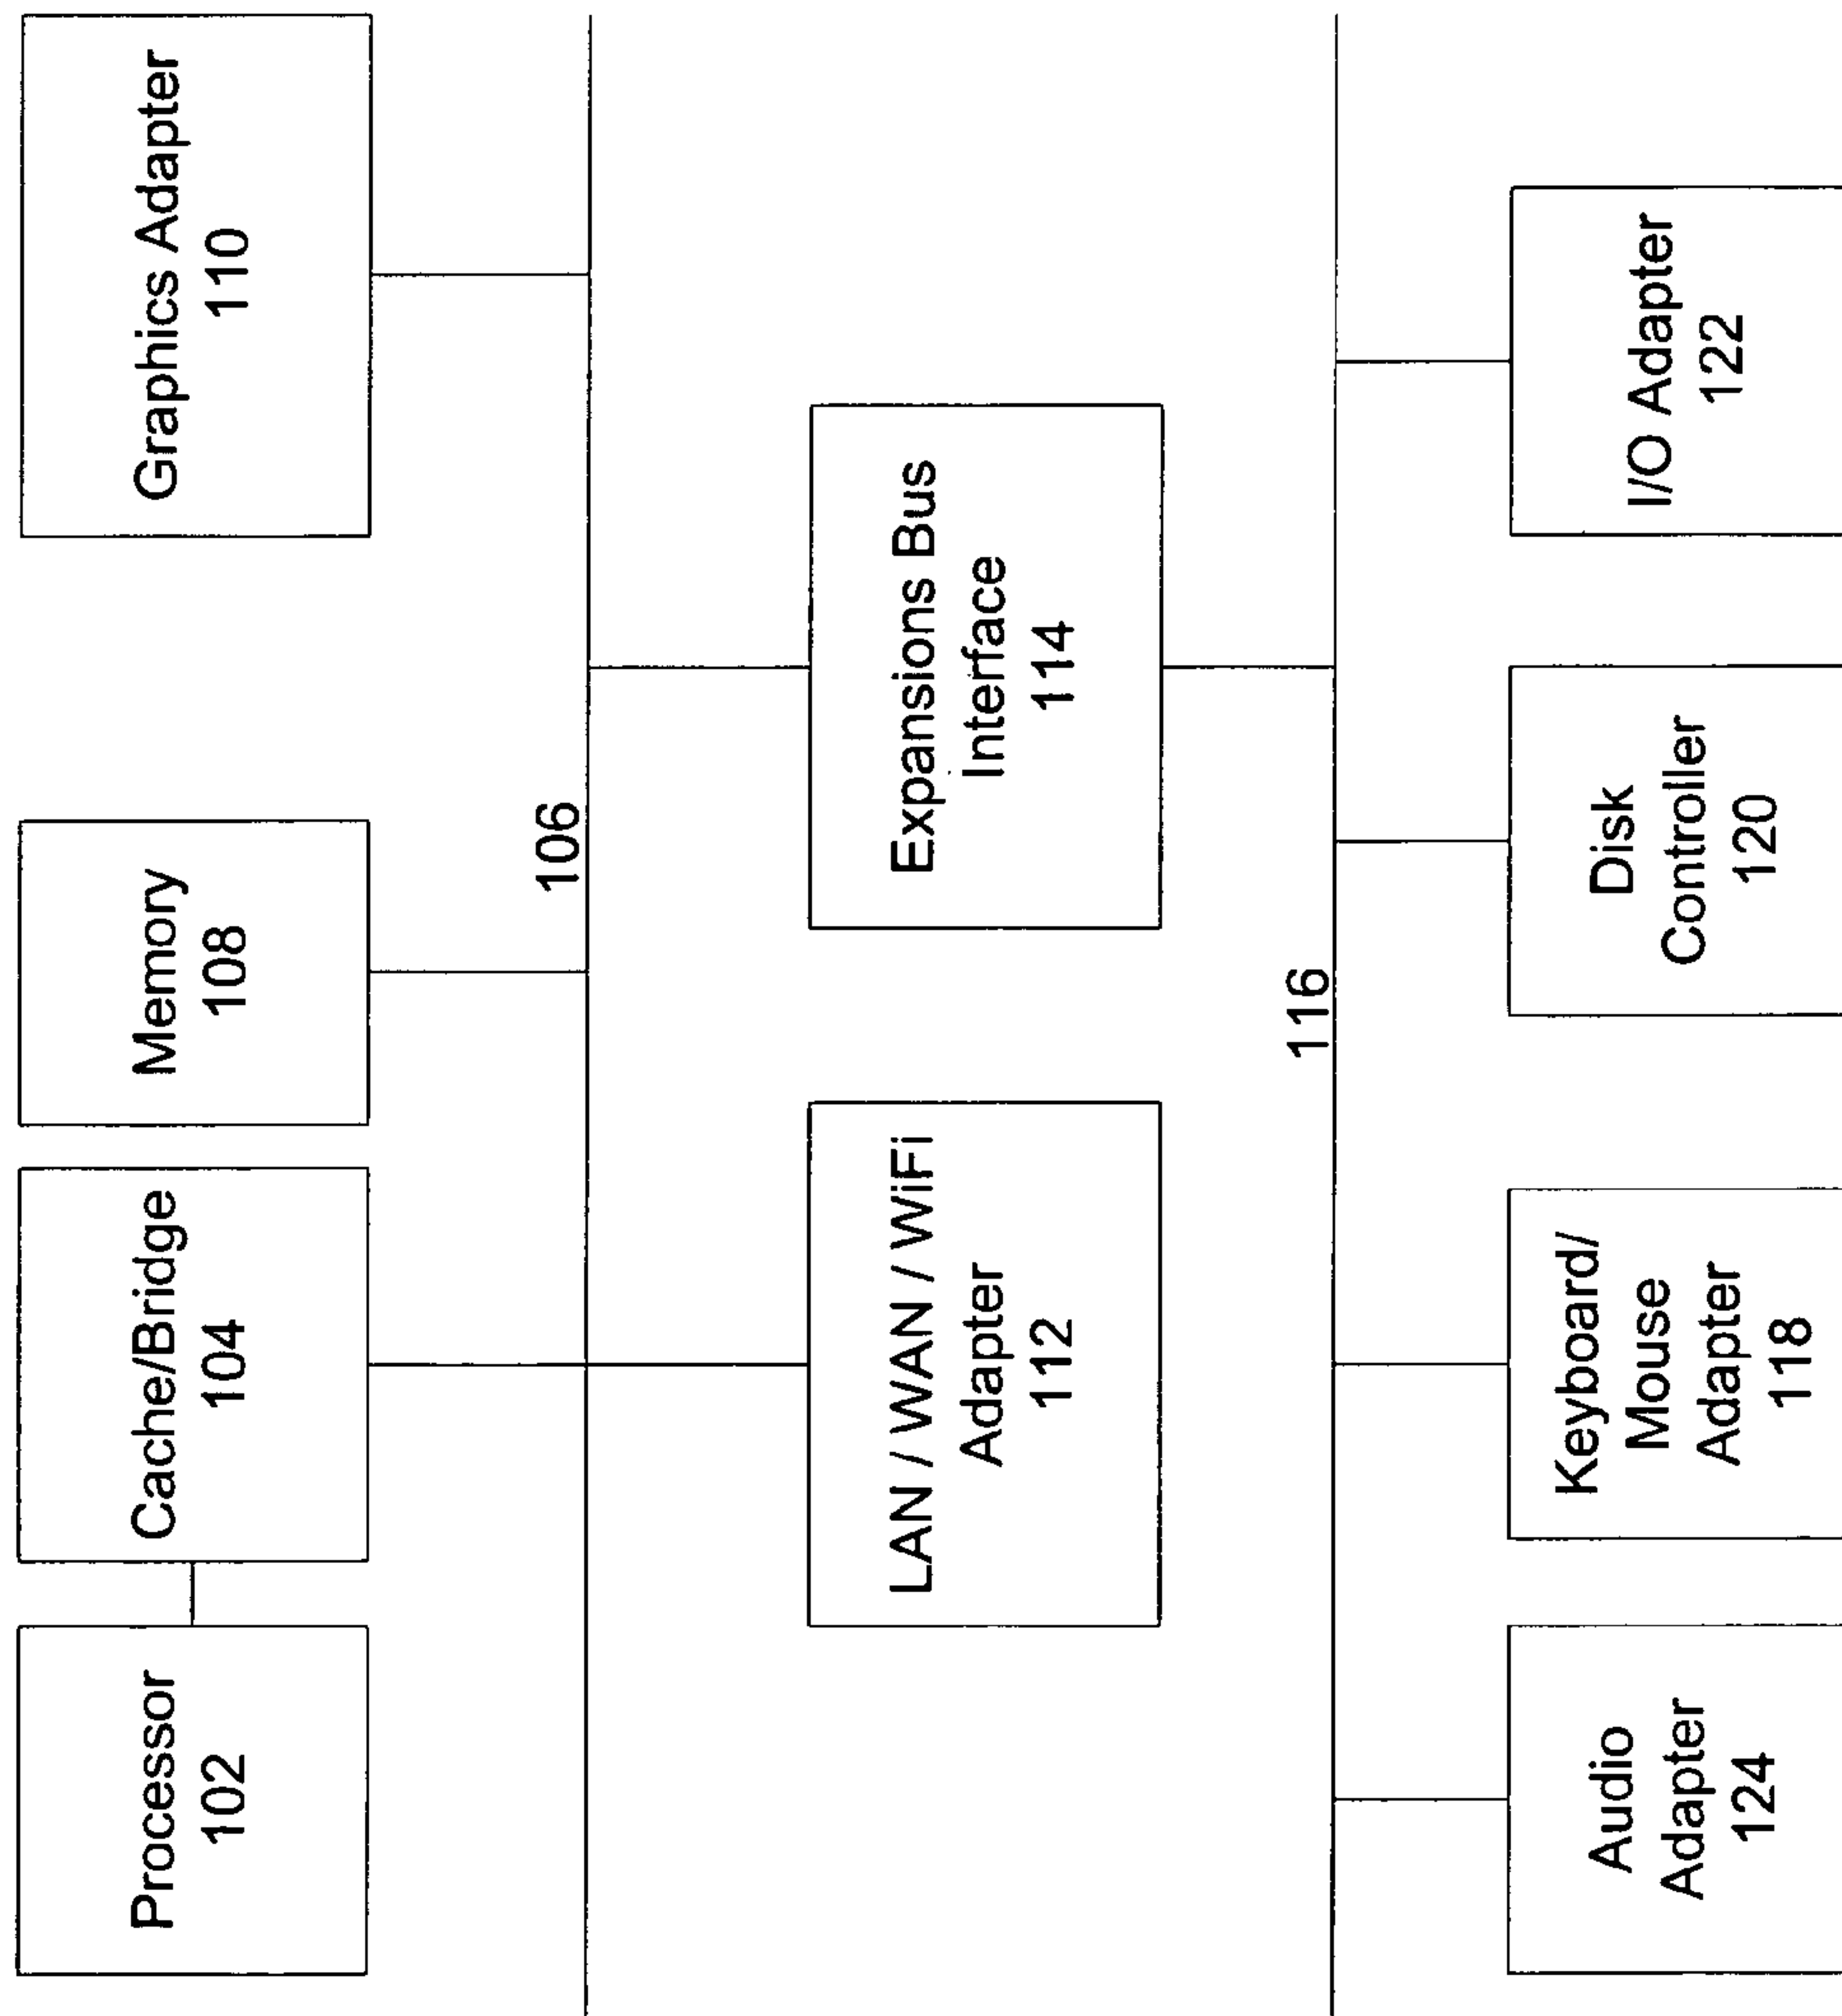 Processor
102
Cache/Bridge
104
Memory
108
Graphics Adapter
110
106
LAN / WAN / WiFi
Adapter
112
Expansions Bus
Interface
114
116
Audio
Adapter
124
Keyboard/
Mouse
Adapter
118
Disk
Controller
120
I/O Adapter
122